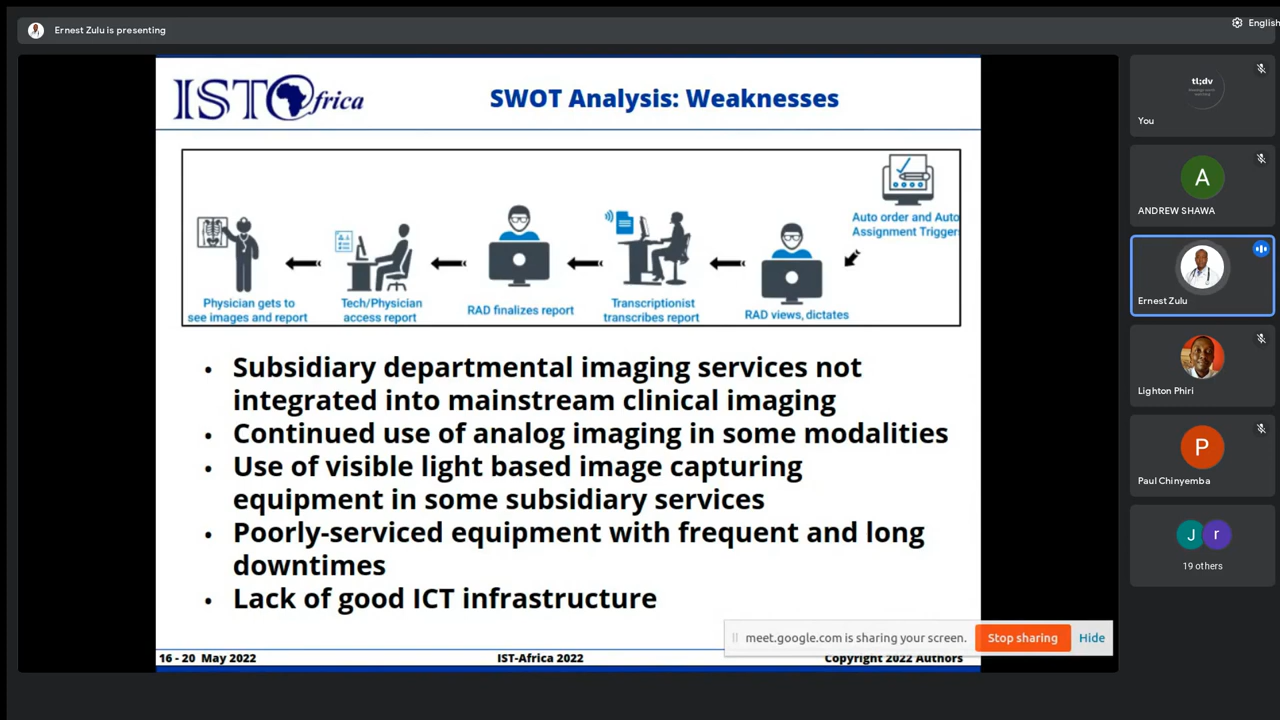 Ernest Zulu is presenting
English
IST Africa
SWOT Analysis: Weaknesses
Auto order and Auto
Assignment Trigger
Physician gets to
see images and report
Tech/Physician
access report
RAD finalizes report
Transcriptionist
transcribes report
RAD views, dictates
• Subsidiary departmental imaging services not
integrated into mainstream clinical imaging
• Continued use of analog imaging in some modalities
• Use of visible light based image capturing
equipment in some subsidiary services
• Poorly-serviced equipment with frequent and long
downtimes
• Lack of good ICT infrastructure
meet.google.com is sharing your screen.
Stop sharing
Hide
16 - 20 May 2022
IST-Africa 2022
Copyright 2022 Authors
tl;dv
You
A
ANDREW SHAWA
Ernest Zulu
Lighton Phiri
P
Paul Chinyemba
J
r
19 others